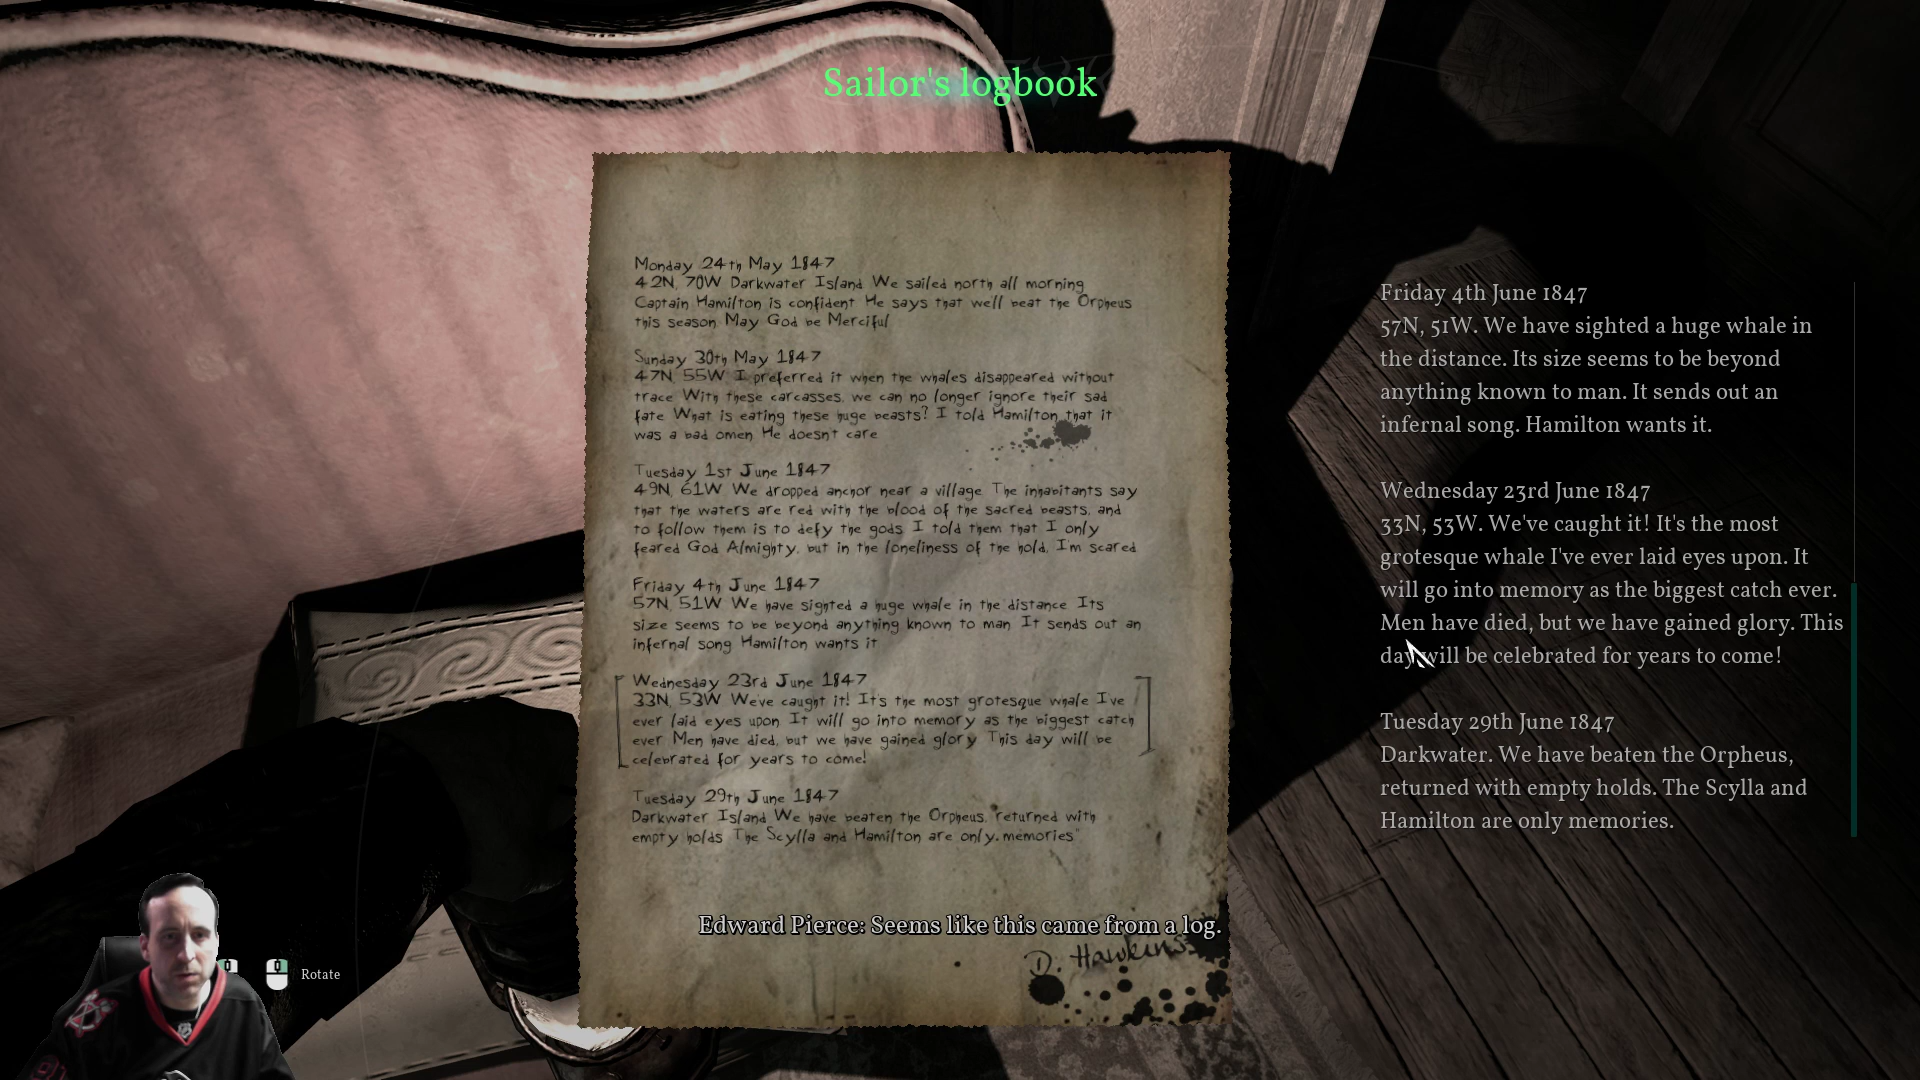 Sailor's logbook
Monday 24th May 1847
42N, 70W Darkwater Island We sailed north all morning
Captain Hamilton is confident He says that we'll beat the Orpheus
this season May God be Merciful
Sunday 30th May 1847
47N 55W I preferred it when the whales disappeared without
trace With these carcasses, we can no longer ignore their sad
fate What is eating these huge beasts? I told Hamilton that it
was a bad omen He doesn't care
Tuesday 1st June 1847
49N, 61W We dropped anchor near a village The inhabitants say
that the waters are red with the blood of the sacred beasts, and
to follow them is to defy the gods I told them that I only
feared God Almighty, but in the loneliness of the hold, I'm scared
Friday 4th June 1847
57N, 51W We have sighted a huge whale in the distance Its
size seems to be beyond anything known to man It sends out an
infernal song Hamilton wants it
Wednesday 23rd June 1847
33N, 53W We've caught it! It's the most grotesque whale I've
ever laid eyes upon It will go into memory as the biggest catch
ever Men have died, but we have gained glory This day will be
celebrated for years to come!
Tuesday 29th June 1847
Darkwater Island We have beaten the Orpheus, returned with
empty holds The Scylla and Hamilton are only memories"
D. Hawkins
Edward Pierce: Seems like this came from a log.
Friday 4th June 1847
57N, 51W. We have sighted a huge whale in
the distance. Its size seems to be beyond
anything known to man. It sends out an
infernal song. Hamilton wants it.
Wednesday 23rd June 1847
33N, 53W. We've caught it! It's the most
grotesque whale I've ever laid eyes upon. It
will go into memory as the biggest catch ever.
Men have died, but we have gained glory. This
day will be celebrated for years to come!
Tuesday 29th June 1847
Darkwater. We have beaten the Orpheus,
returned with empty holds. The Scylla and
Hamilton are only memories.
Rotate